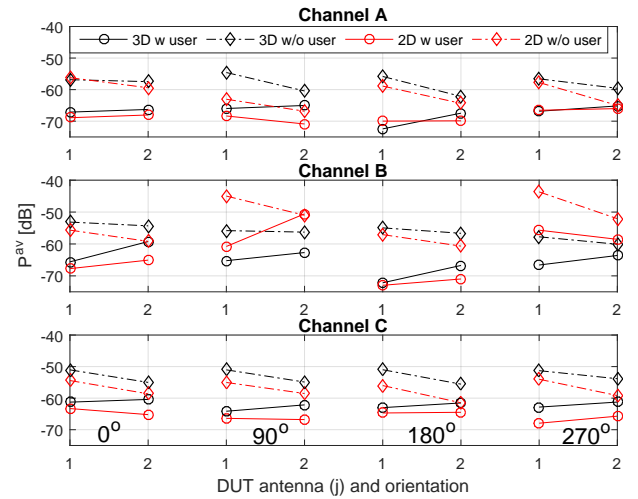 Channel A
3D w user 3D w/o user 2D w user 2D w/o user
-40
-50
-60
-70
1 2 1 2 1 2 1 2
Channel B
P^av [dB]
-40
-50
-60
-70
1 2 1 2 1 2 1 2
Channel C
-40
-50
-60
-70
0° 90° 180° 270°
1 2 1 2 1 2 1 2
DUT antenna (j) and orientation